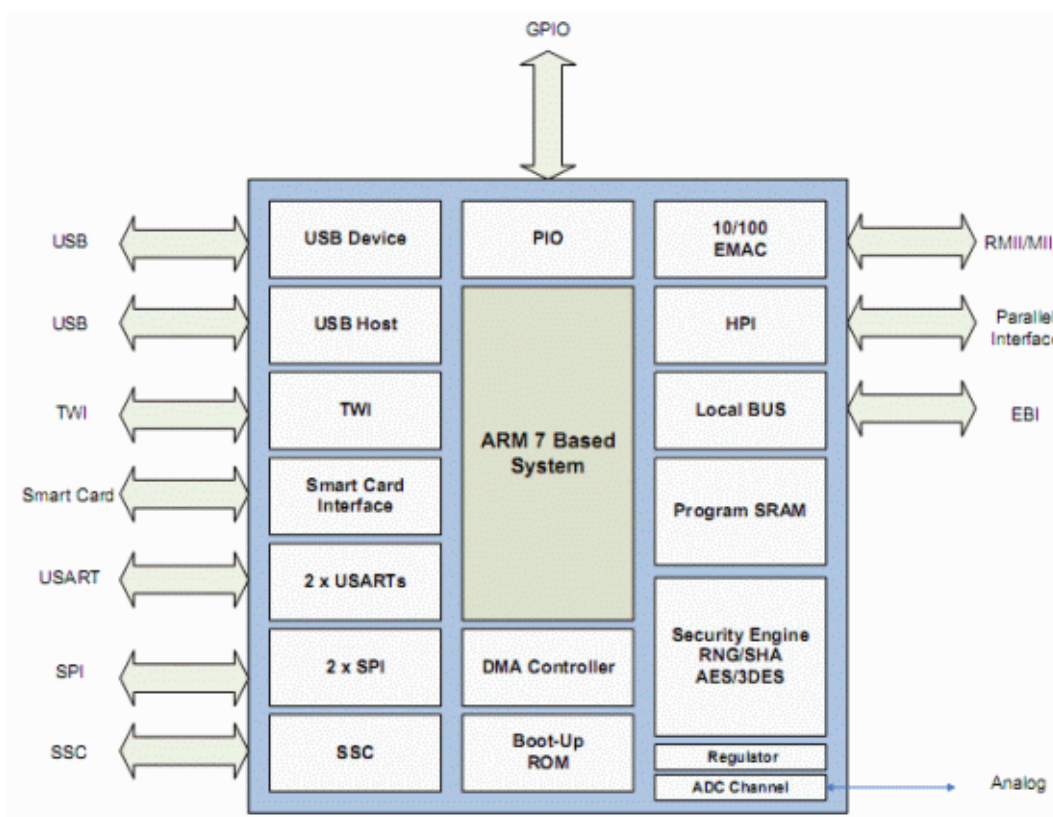 GPIO
USB
USB Device
PIO
10/100
EMAC
RMII/MII
USB
USB Host
HPI
Parallel
Interface
TWI
TWI
Local BUS
EBI
ARM 7 Based
System
Smart Card
Smart Card
Interface
Program SRAM
USART
2 x USARTs
Security Engine
RNG/SHA
AES/3DES
SPI
2 x SPI
DMA Controller
SSC
SSC
Boot-Up
ROM
Regulator
ADC Channel
Analog